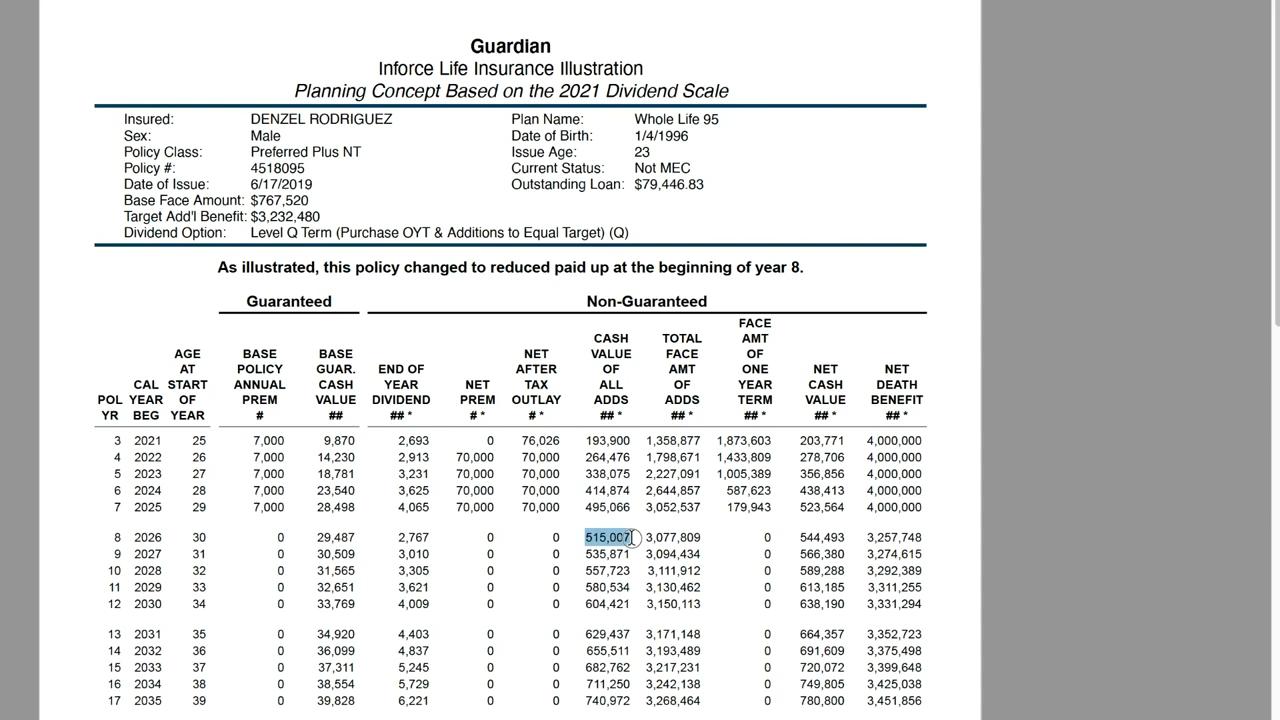 Guardian
Inforce Life Insurance Illustration
Planning Concept Based on the 2021 Dividend Scale
Insured: DENZEL RODRIGUEZ Plan Name: Whole Life 95
Sex: Male Date of Birth: 1/4/1996
Policy Class: Preferred Plus NT Issue Age: 23
Policy #: 4518095 Current Status: Not MEC
Date of Issue: 6/17/2019 Outstanding Loan: $79,446.83
Base Face Amount: $767,520
Target Add'l Benefit: $3,232,480
Dividend Option: Level Q Term (Purchase OYT & Additions to Equal Target) (Q)
As illustrated, this policy changed to reduced paid up at the beginning of year 8.
Guaranteed Non-Guaranteed
FACE
CASH TOTAL AMT
AGE BASE BASE NET VALUE FACE OF NET NET
AT POLICY GUAR. END OF AFTER OF AMT ONE CASH DEATH
CAL START ANNUAL CASH YEAR NET TAX ALL OF YEAR VALUE BENEFIT
POL YEAR OF PREM VALUE DIVIDEND PREM OUTLAY ADDS ADDS TERM
YR BEG YEAR # ## ## * # * # * ## * ## * ## * ## * ## *
3 2021 25 7,000 9,870 2,693 0 76,026 193,900 1,358,877 1,873,603 203,771 4,000,000
4 2022 26 7,000 14,230 2,913 70,000 70,000 264,476 1,798,671 1,433,809 278,706 4,000,000
5 2023 27 7,000 18,781 3,231 70,000 70,000 338,075 2,227,091 1,005,389 356,856 4,000,000
6 2024 28 7,000 23,540 3,625 70,000 70,000 414,874 2,644,857 587,623 438,413 4,000,000
7 2025 29 7,000 28,498 4,065 70,000 70,000 495,066 3,052,537 179,943 523,564 4,000,000
8 2026 30 0 29,487 2,767 0 0 515,007 3,077,809 0 544,493 3,257,748
9 2027 31 0 30,509 3,010 0 0 535,871 3,094,434 0 566,380 3,274,615
10 2028 32 0 31,565 3,305 0 0 557,723 3,111,912 0 589,288 3,292,389
11 2029 33 0 32,651 3,621 0 0 580,534 3,130,462 0 613,185 3,311,255
12 2030 34 0 33,769 4,009 0 0 604,421 3,150,113 0 638,190 3,331,294
13 2031 35 0 34,920 4,403 0 0 629,437 3,171,148 0 664,357 3,352,723
14 2032 36 0 36,099 4,837 0 0 655,511 3,193,489 0 691,609 3,375,498
15 2033 37 0 37,311 5,245 0 0 682,762 3,217,231 0 720,072 3,399,648
16 2034 38 0 38,554 5,729 0 0 711,250 3,242,138 0 749,805 3,425,038
17 2035 39 0 39,828 6,221 0 0 740,972 3,268,464 0 780,800 3,451,856